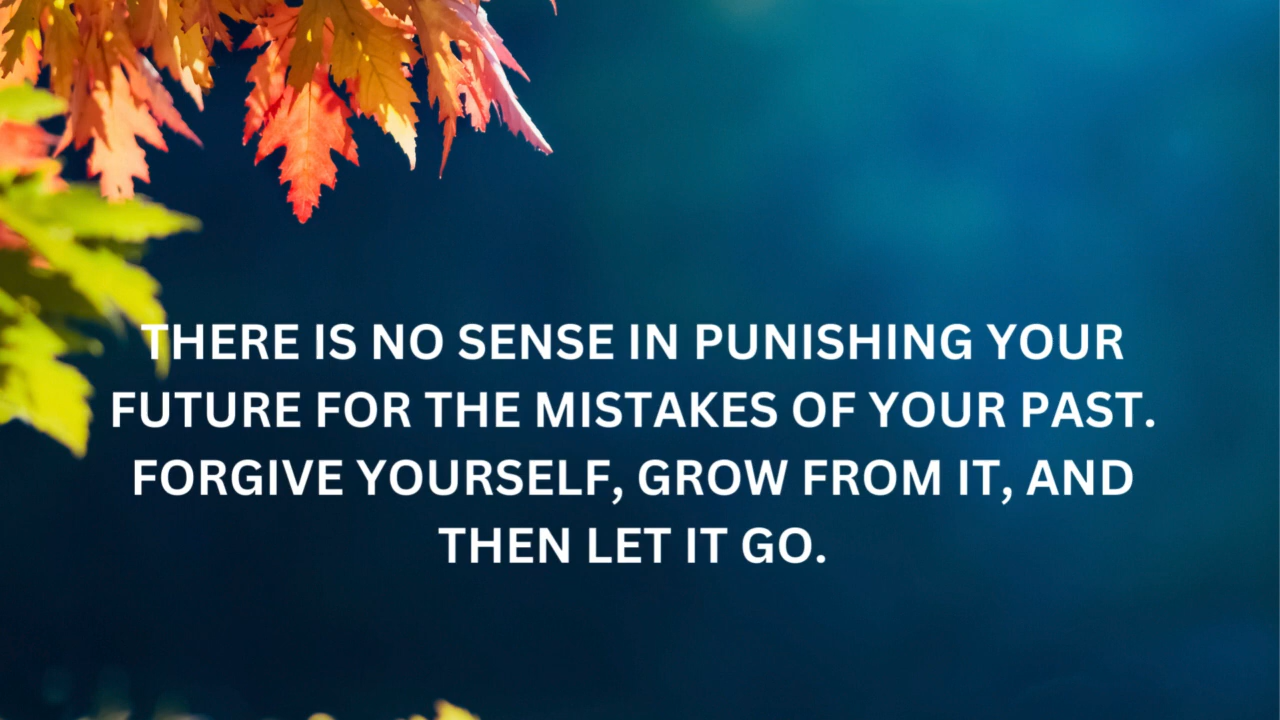 THERE IS NO SENSE IN PUNISHING YOUR
FUTURE FOR THE MISTAKES OF YOUR PAST.
FORGIVE YOURSELF, GROW FROM IT, AND
THEN LET IT GO.